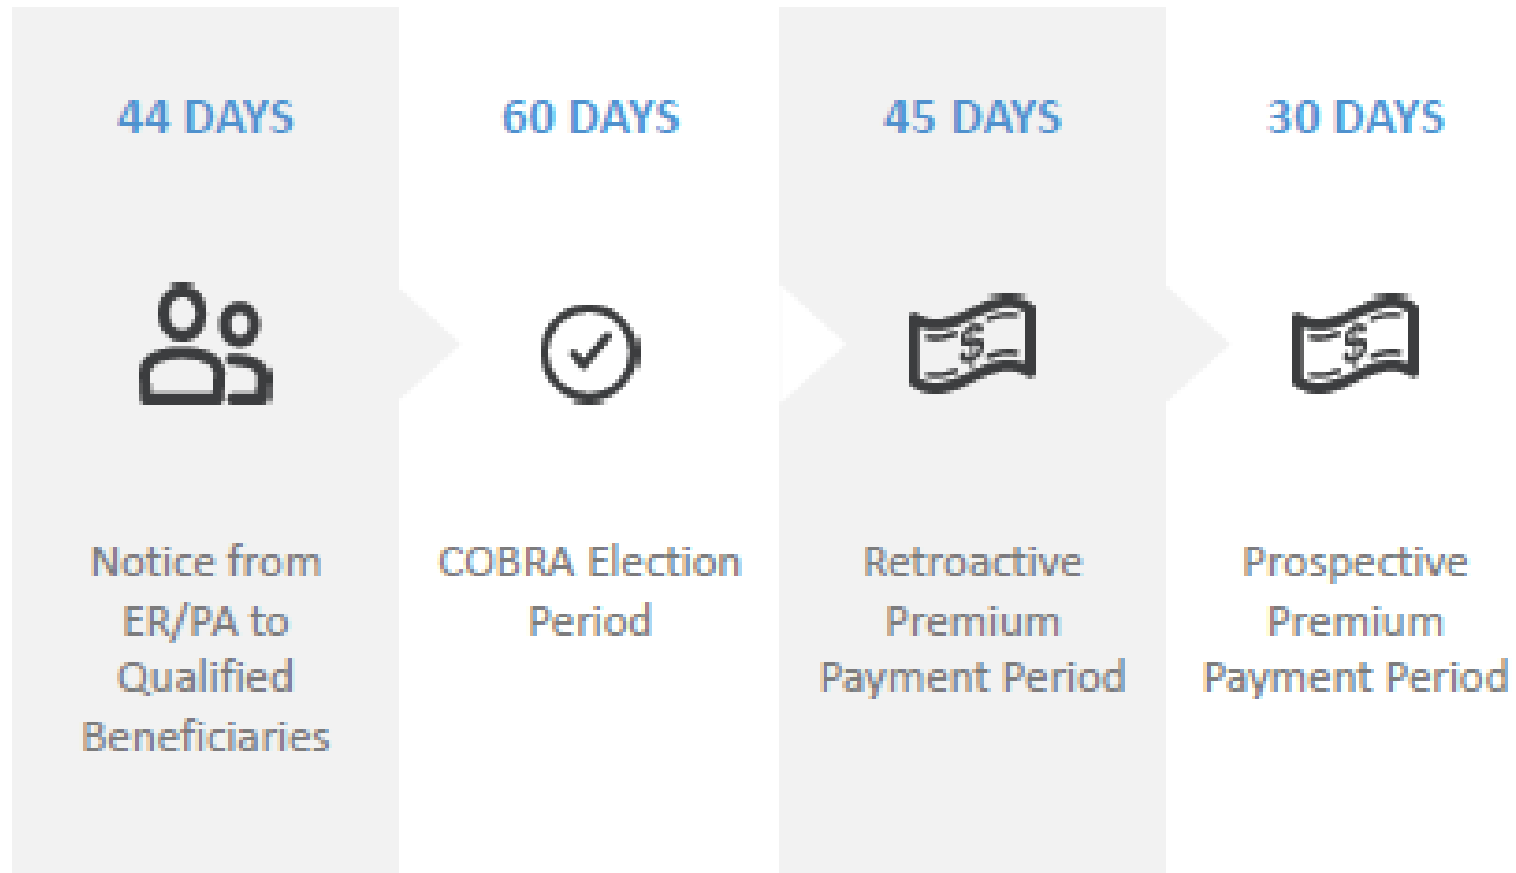 44 DAYS
Notice from
ER/PA to
Qualified
Beneficiaries
60 DAYS
COBRA Election
Period
45 DAYS
$
Retroactive
Premium
Payment Period
30 DAYS
$
Prospective
Premium
Payment Period